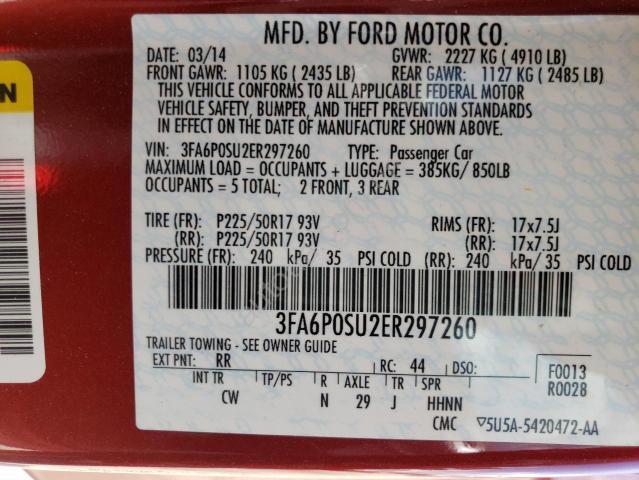 MFD. BY FORD MOTOR CO.
DATE: 03/14 GVWR: 2227 KG ( 4910 LB)
FRONT GAWR: 1105 KG ( 2435 LB) REAR GAWR: 1127 KG ( 2485 LB)
THIS VEHICLE CONFORMS TO ALL APPLICABLE FEDERAL MOTOR
VEHICLE SAFETY, BUMPER, AND THEFT PREVENTION STANDARDS
IN EFFECT ON THE DATE OF MANUFACTURE SHOWN ABOVE.
VIN: 3FA6P0SU2ER297260 TYPE: Passenger Car
MAXIMUM LOAD = OCCUPANTS + LUGGAGE = 385KG/ 850LB
OCCUPANTS = 5 TOTAL; 2 FRONT, 3 REAR
TIRE (FR): P225/50R17 93V RIMS (FR): 17x7.5J
(RR): P225/50R17 93V (RR): 17x7.5J
PRESSURE (FR): 240 kPa/ 35 PSI COLD (RR): 240 kPa/ 35 PSI COLD
3FA6P0SU2ER297260
TRAILER TOWING - SEE OWNER GUIDE
EXT PNT: RR RC: 44 DSO: F0013
R0028
INT TR TP/PS R AXLE TR SPR
CW N 29 J HHNN
CMC ▽5U5A-5420472-AA